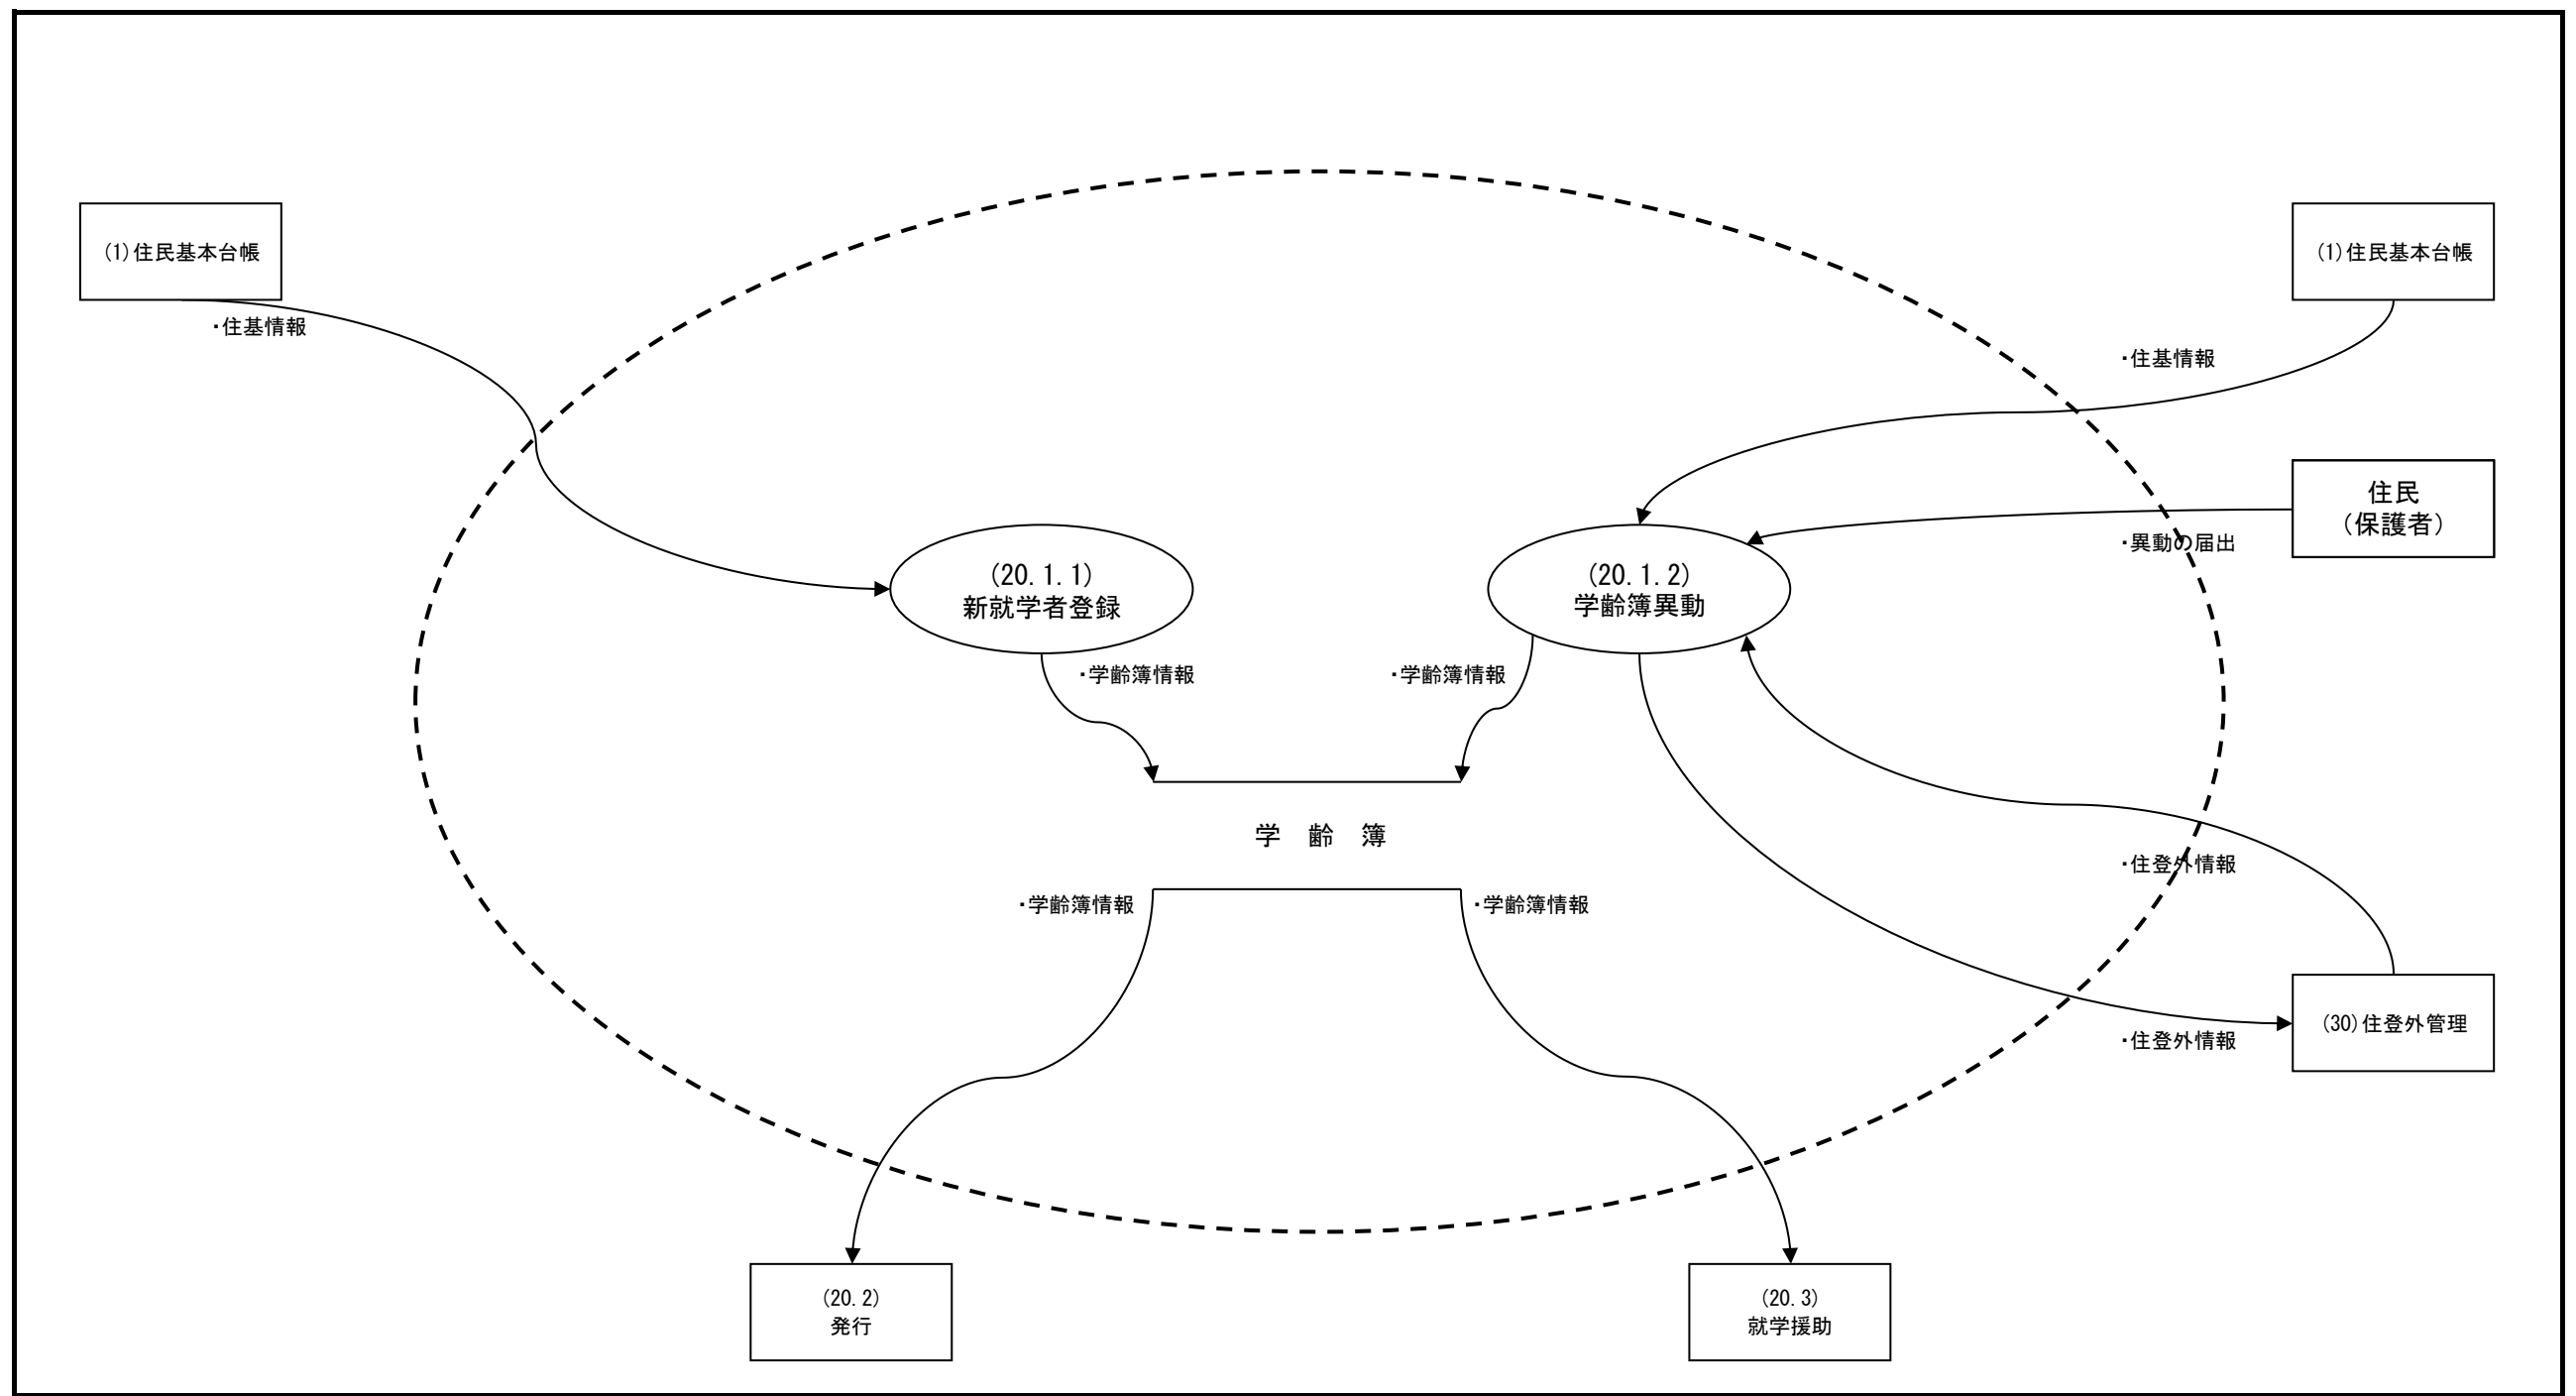 (1)住民基本台帳
(1)住民基本台帳
・住基情報
・住基情報
住民
（保護者）
・異動の届出
(20.1.1)
新就学者登録
(20.1.2)
学齢簿異動
・学齢簿情報
・学齢簿情報
学　齢　簿
・住登外情報
・学齢簿情報
・学齢簿情報
(30)住登外管理
・住登外情報
(20.2)
発行
(20.3)
就学援助